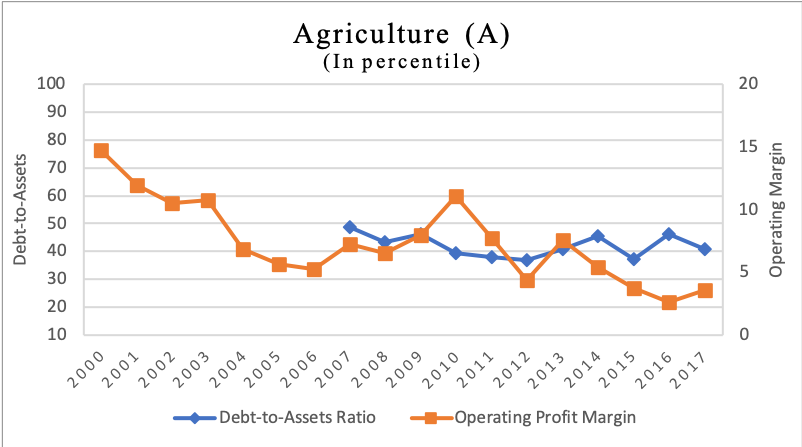 Agriculture (A)
(In percentile)
Debt-to-Assets
100
90
80
70
60
50
40
30
20
10
20
15
10
5
0
Operating Margin
2000 2001 2002 2003 2004 2005 2006 2007 2008 2009 2010 2011 2012 2013 2014 2015 2016 2017
Debt-to-Assets Ratio Operating Profit Margin